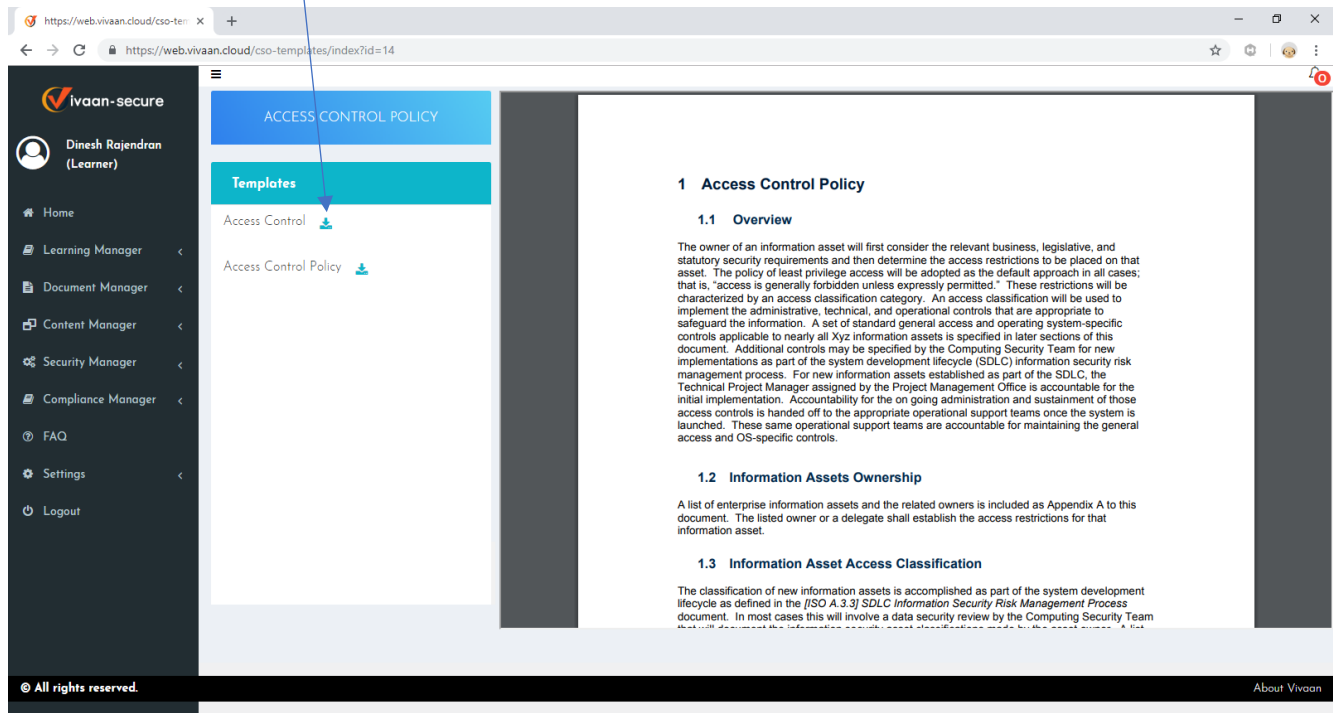 https://web.vivaan.cloud/cso-tem
https://web.vivaan.cloud/cso-templates/index?id=14
0
Vivaan-secure
Dinesh Rajendran
(Learner)
Home
Learning Manager
Document Manager
Content Manager
Security Manager
Compliance Manager
FAQ
Settings
Logout
ACCESS CONTROL POLICY
Templates
Access Control
Access Control Policy
1 Access Control Policy
1.1 Overview
The owner of an information asset will first consider the relevant business, legislative, and
statutory security requirements and then determine the access restrictions to be placed on that
asset. The policy of least privilege access will be adopted as the default approach in all cases;
that is, “access is generally forbidden unless expressly permitted.” These restrictions will be
characterized by an access classification category. An access classification will be used to
implement the administrative, technical, and operational controls that are appropriate to
safeguard the information. A set of standard general access and operating system-specific
controls applicable to nearly all Xyz information assets is specified in later sections of this
document. Additional controls may be specified by the Computing Security Team for new
implementations as part of the system development lifecycle (SDLC) information security risk
management process. For new information assets established as part of the SDLC, the
Technical Project Manager assigned by the Project Management Office is accountable for the
initial implementation. Accountability for the on going administration and sustainment of those
access controls is handed off to the appropriate operational support teams once the system is
launched. These same operational support teams are accountable for maintaining the general
access and OS-specific controls.
1.2 Information Assets Ownership
A list of enterprise information assets and the related owners is included as Appendix A to this
document. The listed owner or a delegate shall establish the access restrictions for that
information asset.
1.3 Information Asset Access Classification
The classification of new information assets is accomplished as part of the system development
lifecycle as defined in the [ISO A.3.3] SDLC Information Security Risk Management Process
document. In most cases this will involve a data security review by the Computing Security Team
© All rights reserved.
About Vivaan